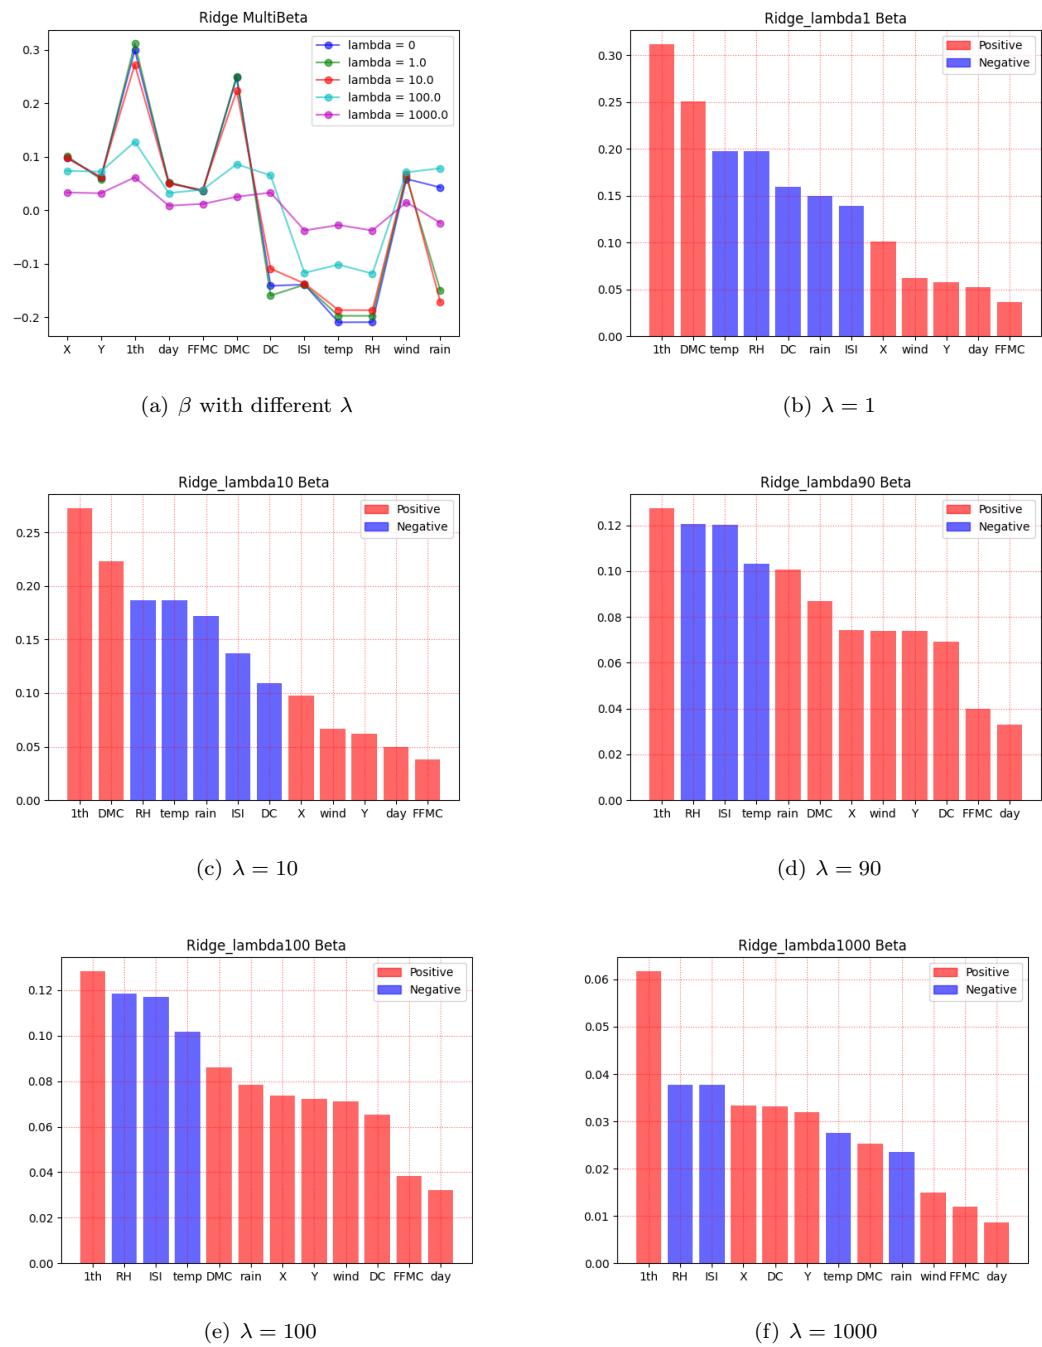 Ridge MultiBeta
0.3
0.2
0.1
0.0
−0.1
−0.2
lambda = 0
lambda = 1.0
lambda = 10.0
lambda = 100.0
lambda = 1000.0
X Y 1th day FFMC DMC DC ISI temp RH wind rain
(a) β with different λ
Ridge_lambda1 Beta
0.30
0.25
0.20
0.15
0.10
0.05
0.00
Positive
Negative
1th DMC temp RH DC rain ISI X wind Y day FFMC
(b) λ = 1
Ridge_lambda10 Beta
0.25
0.20
0.15
0.10
0.05
0.00
Positive
Negative
1th DMC RH temp rain ISI DC X wind Y day FFMC
(c) λ = 10
Ridge_lambda90 Beta
0.12
0.10
0.08
0.06
0.04
0.02
0.00
Positive
Negative
1th RH ISI temp rain DMC X wind Y DC FFMC day
(d) λ = 90
Ridge_lambda100 Beta
0.12
0.10
0.08
0.06
0.04
0.02
0.00
Positive
Negative
1th RH ISI temp DMC rain X Y wind DC FFMC day
(e) λ = 100
Ridge_lambda1000 Beta
0.06
0.05
0.04
0.03
0.02
0.01
0.00
Positive
Negative
1th RH ISI X DC Y temp DMC rain wind FFMC day
(f) λ = 1000